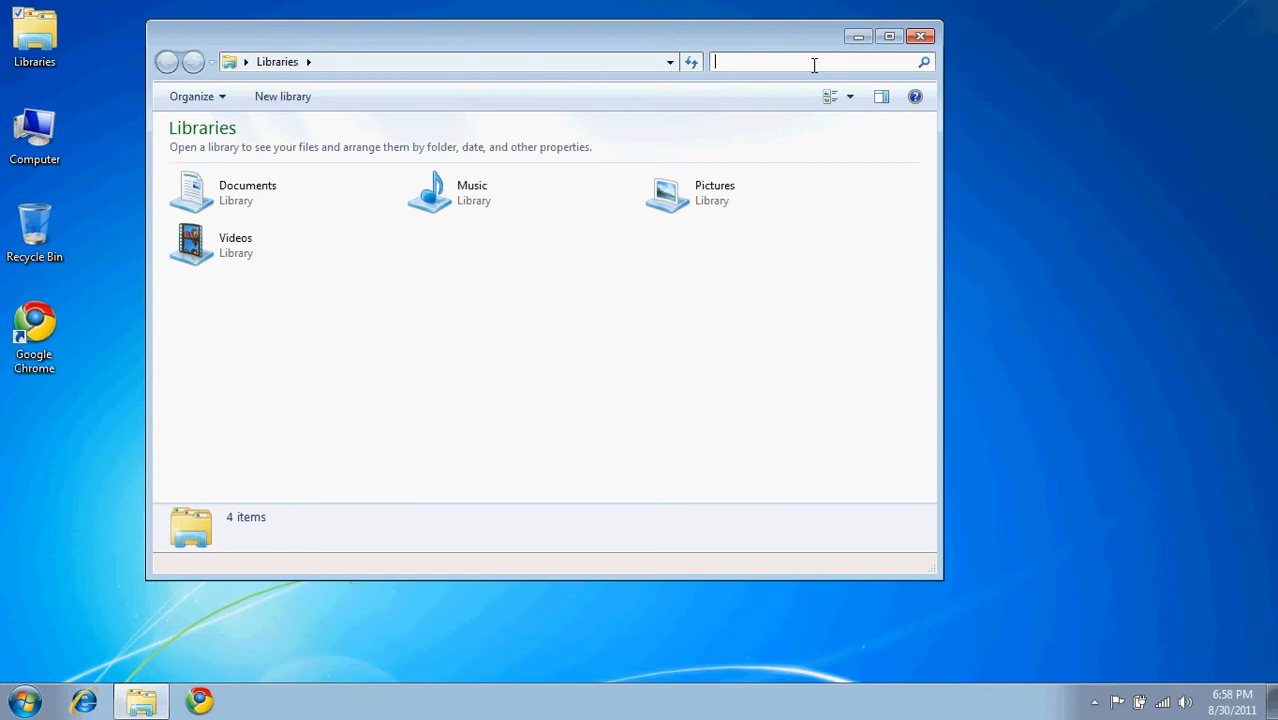 Libraries
Computer
Recycle Bin
Google
Chrome
Libraries
Organize
New library
Libraries
Open a library to see your files and arrange them by folder, date, and other properties.
Documents
Library
Music
Library
Pictures
Library
Videos
Library
4 items
6:58 PM
8/30/2011